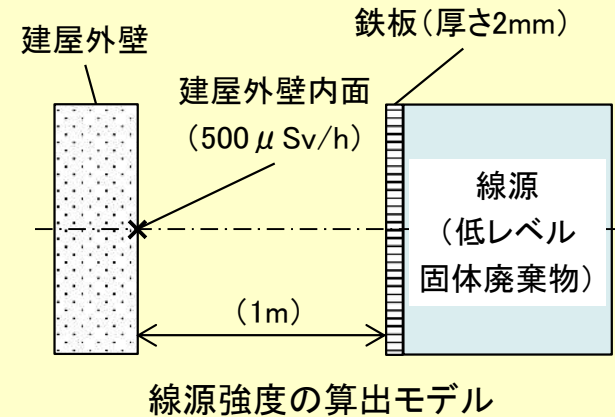 建屋外壁
鉄板（厚さ2mm）
建屋外壁内面
（500μSv/h）
線源
（低レベル
固体廃棄物）
（1m）
線源強度の算出モデル